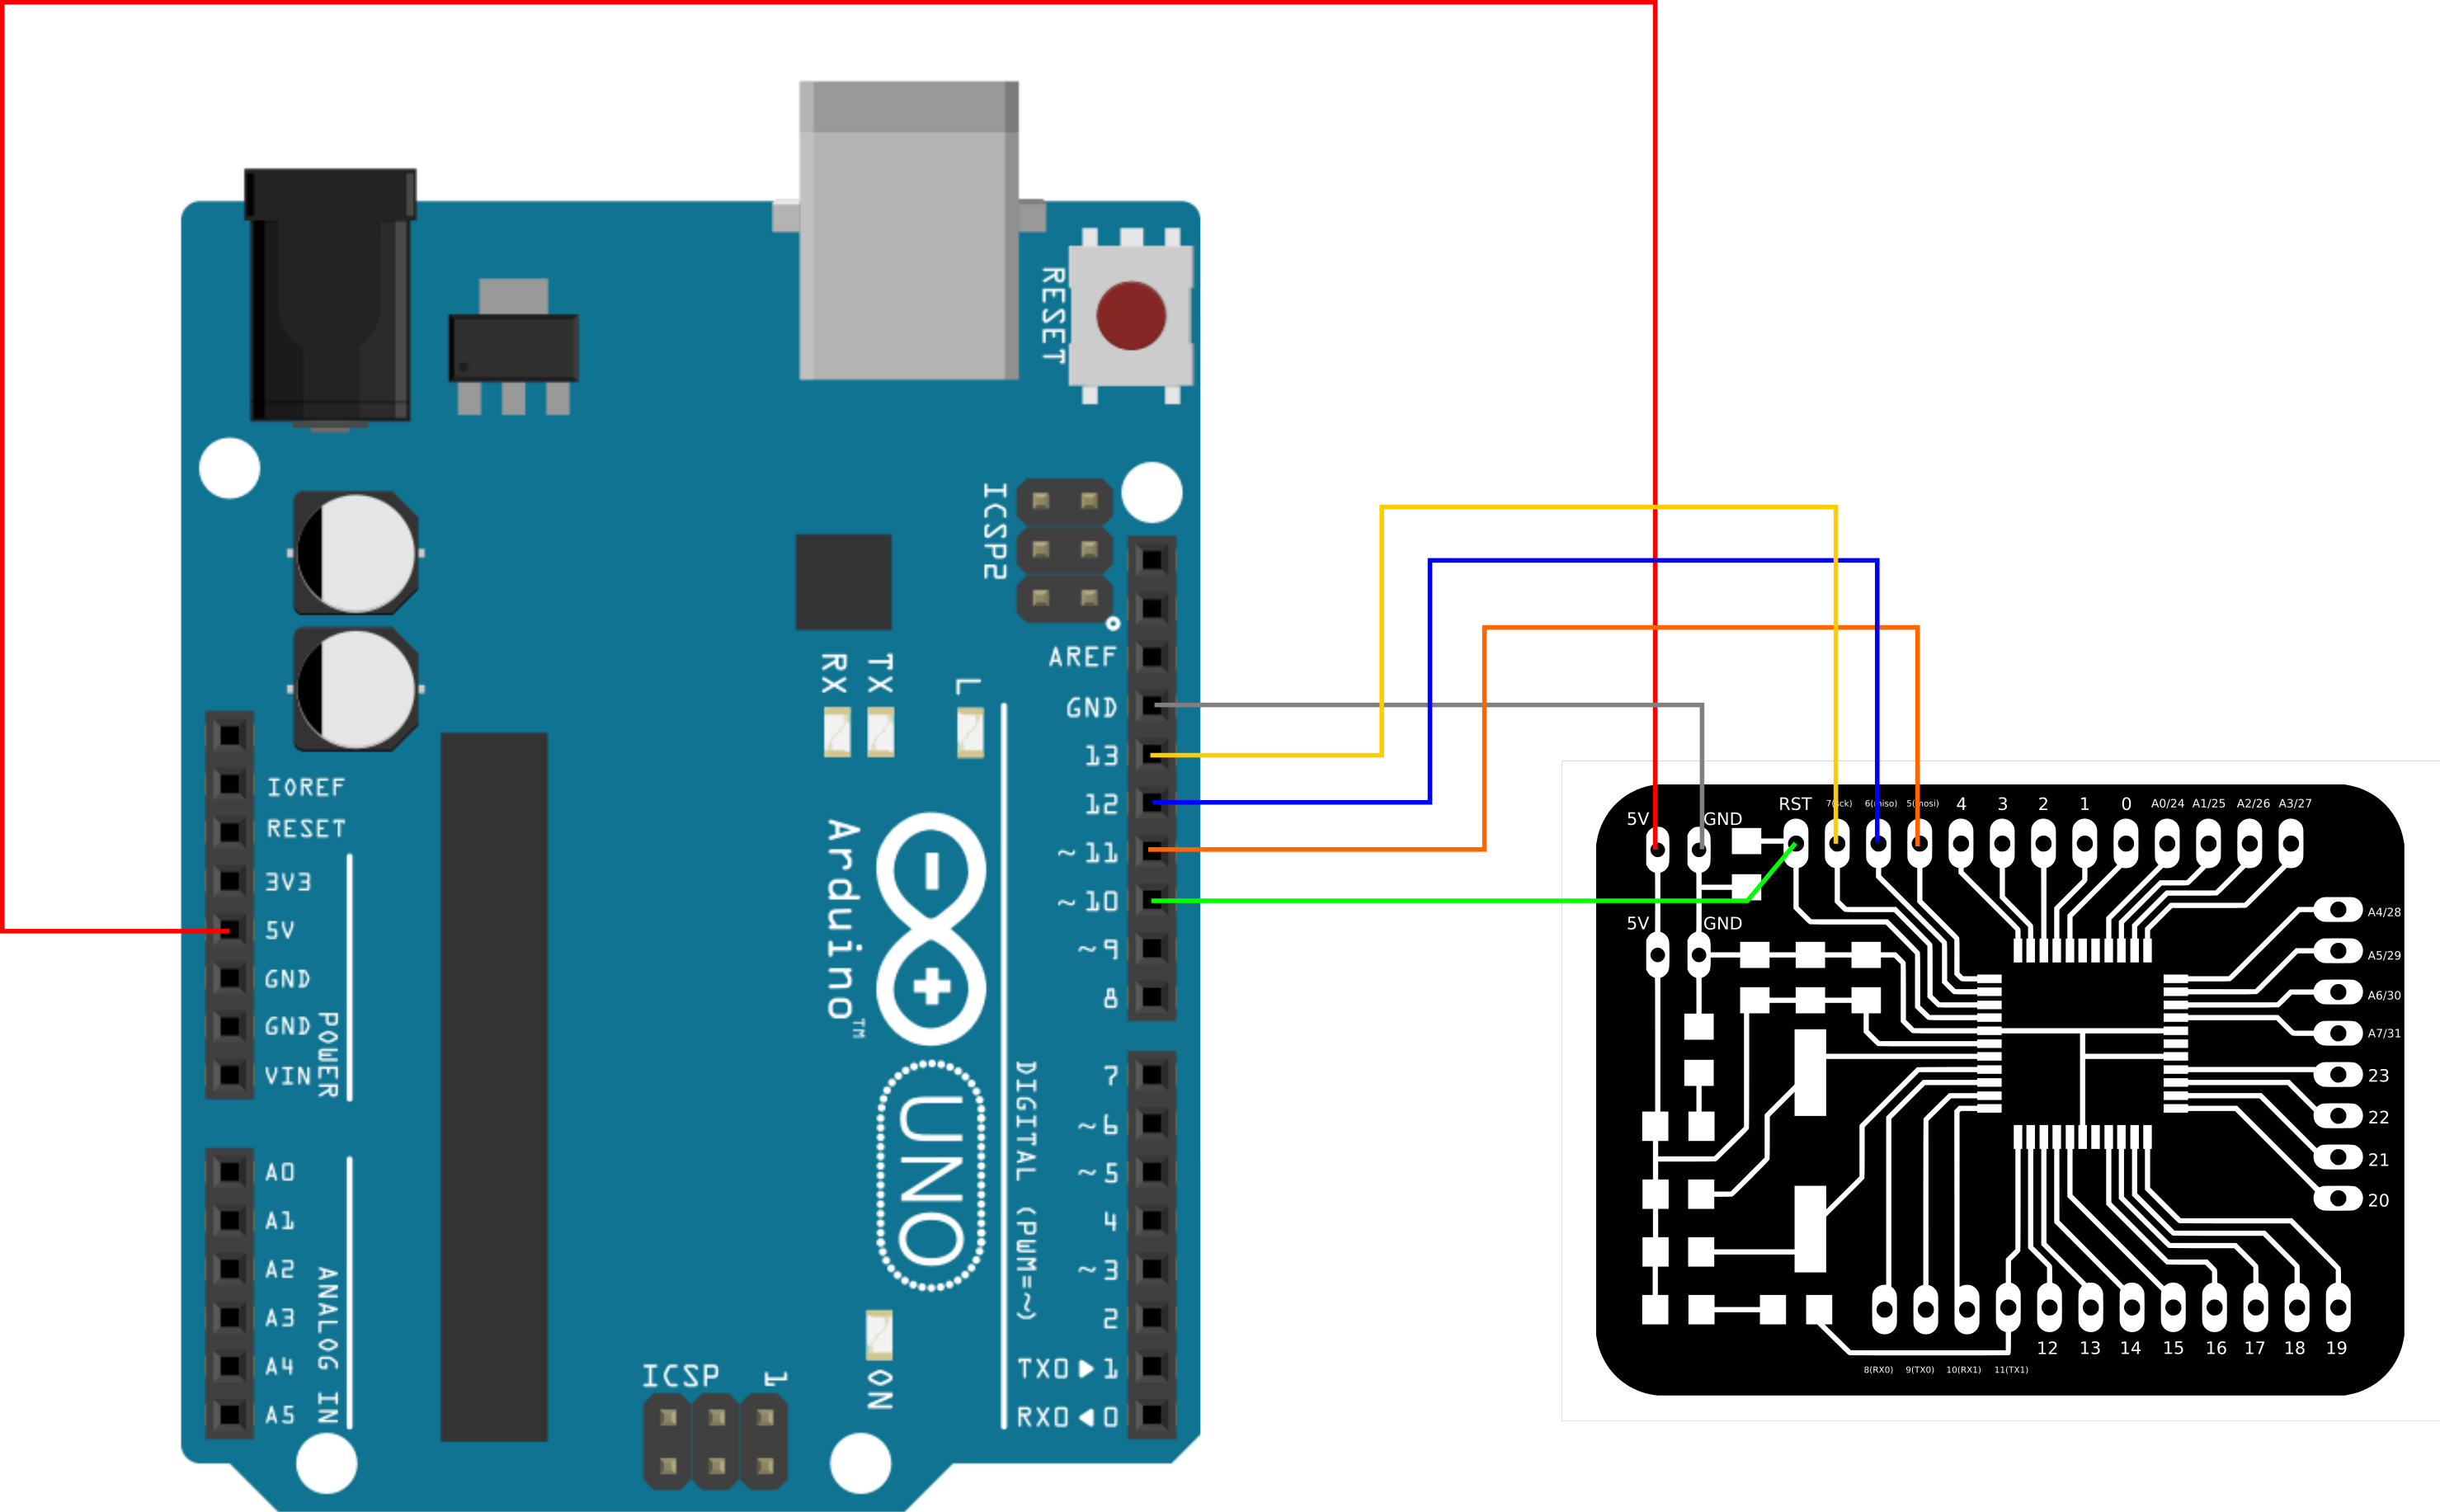 RESET
ICSP2
AREF
GND
13
12
~ 11
~ 10
~ 9
8
7
~ 6
~ 5
4
~ 3
2
TX0 1
RX0 0
DIGITAL (PWM=~)
RX
TX
L
Arduino™
UNO
ON
ICSP
1
IOREF
RESET
3V3
5V
GND
GND
VIN
POWER
A0
A1
A2
A3
A4
A5
ANALOG IN
5V
GND
RST
7(sck)
6(miso)
5(mosi)
4
3
2
1
0
A0/24
A1/25
A2/26
A3/27
5V
GND
A4/28
A5/29
A6/30
A7/31
23
22
21
20
12
13
14
15
16
17
18
19
8(RX0)
9(TX0)
10(RX1)
11(TX1)